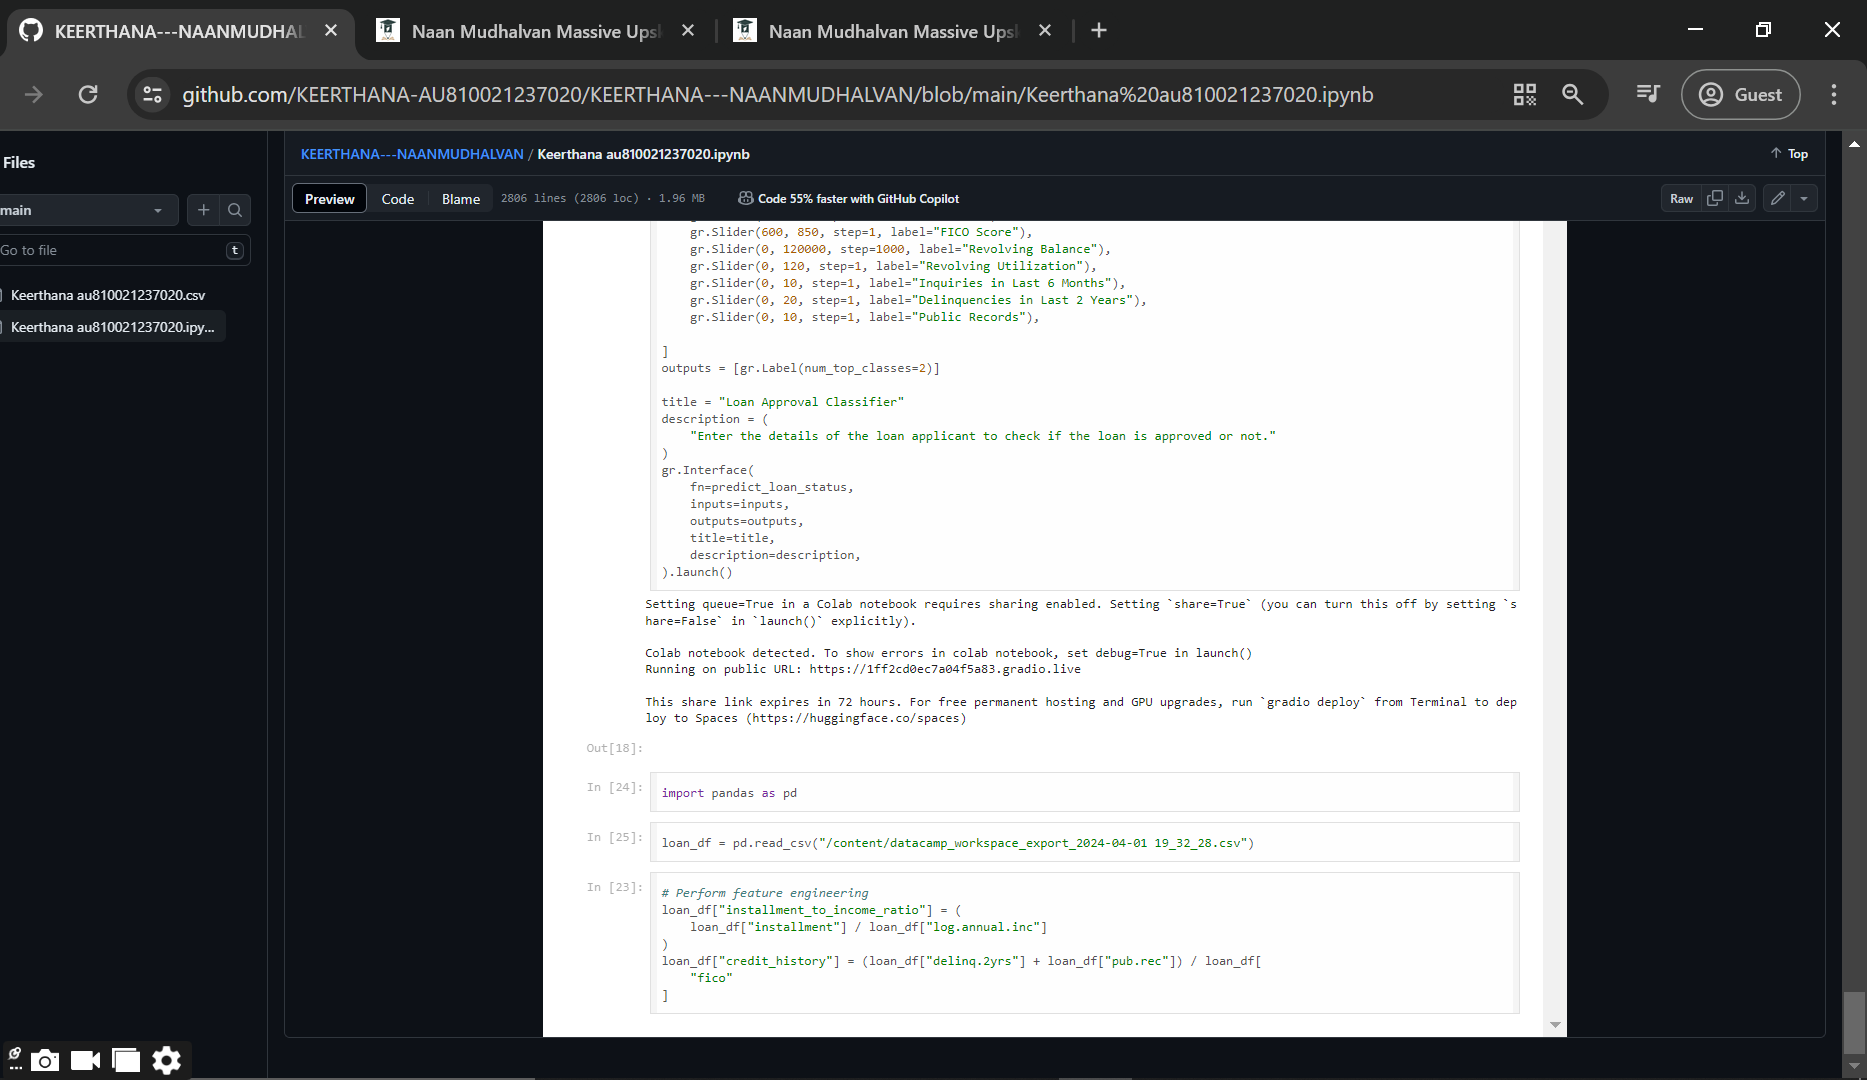 KEERTHANA---NAANMUDHAL
Naan Mudhalvan Massive Ups
Naan Mudhalvan Massive Ups
github.com/KEERTHANA-AU810021237020/KEERTHANA---NAANMUDHALVAN/blob/main/Keerthana%20au810021237020.ipynb
Guest
Files
main
Go to file
t
Keerthana au810021237020.csv
Keerthana au810021237020.ipy...
KEERTHANA---NAANMUDHALVAN / Keerthana au810021237020.ipynb
Top
Preview Code Blame 2806 lines (2806 loc) · 1.96 MB Code 55% faster with GitHub Copilot
Raw
gr.Slider(600, 850, step=1, label="FICO Score"),
gr.Slider(0, 120000, step=1000, label="Revolving Balance"),
gr.Slider(0, 120, step=1, label="Revolving Utilization"),
gr.Slider(0, 10, step=1, label="Inquiries in Last 6 Months"),
gr.Slider(0, 20, step=1, label="Delinquencies in Last 2 Years"),
gr.Slider(0, 10, step=1, label="Public Records"),
]
outputs = [gr.Label(num_top_classes=2)]
title = "Loan Approval Classifier"
description = (
"Enter the details of the loan applicant to check if the loan is approved or not."
)
gr.Interface(
fn=predict_loan_status,
inputs=inputs,
outputs=outputs,
title=title,
description=description,
).launch()
Setting queue=True in a Colab notebook requires sharing enabled. Setting `share=True` (you can turn this off by setting `s
hare=False` in `launch()` explicitly).
Colab notebook detected. To show errors in colab notebook, set debug=True in launch()
Running on public URL: https://1ff2cd0ec7a04f5a83.gradio.live
This share link expires in 72 hours. For free permanent hosting and GPU upgrades, run `gradio deploy` from Terminal to dep
loy to Spaces (https://huggingface.co/spaces)
Out[18]:
In [24]:
import pandas as pd
In [25]:
loan_df = pd.read_csv("/content/datacamp_workspace_export_2024-04-01 19_32_28.csv")
In [23]:
# Perform feature engineering
loan_df["installment_to_income_ratio"] = (
loan_df["installment"] / loan_df["log.annual.inc"]
)
loan_df["credit_history"] = (loan_df["delinq.2yrs"] + loan_df["pub.rec"]) / loan_df[
"fico"
]